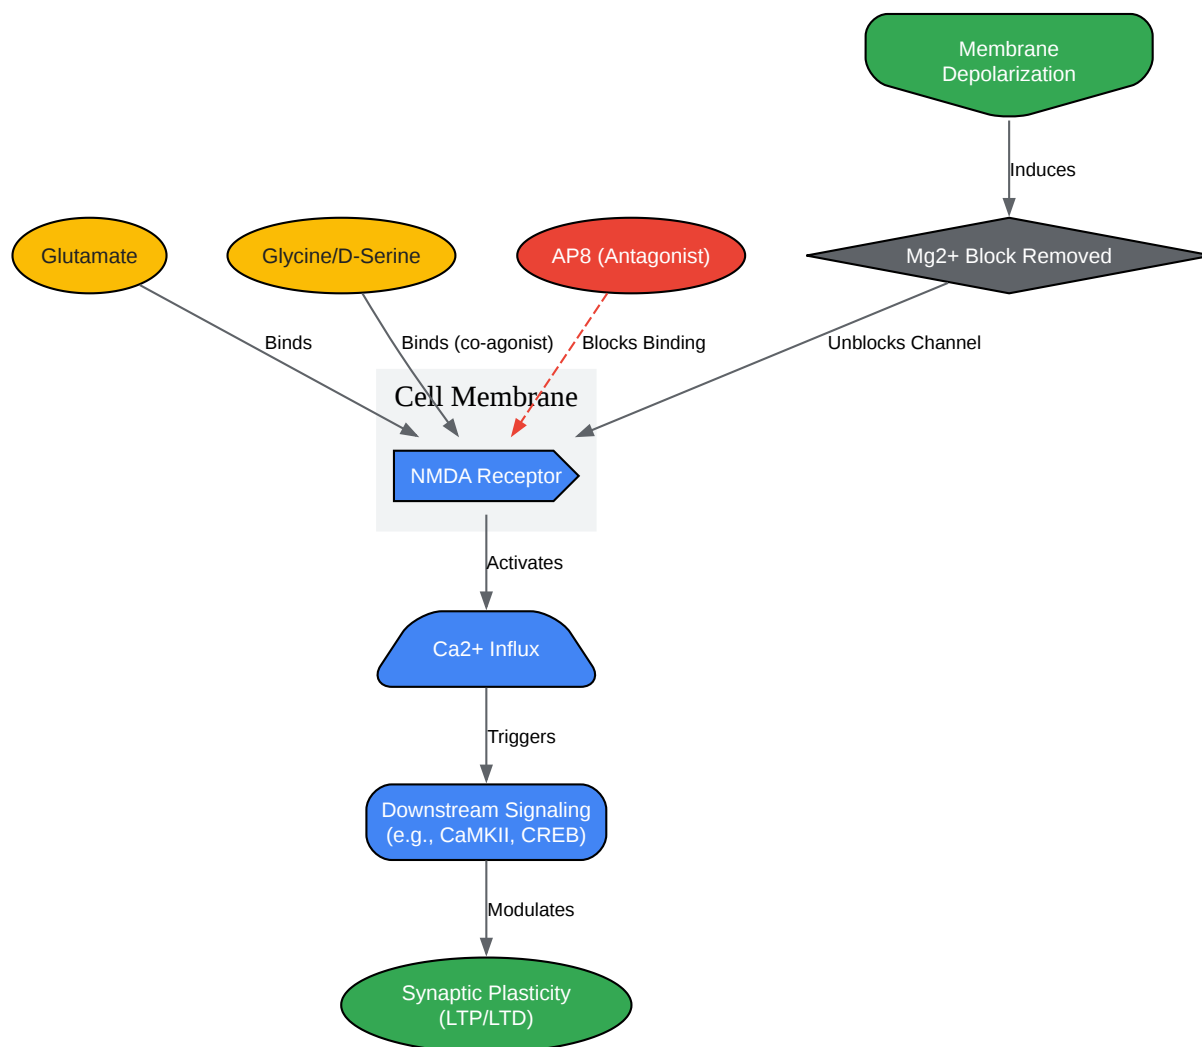 Membrane
Depolarization
Induces
Glutamate
Glycine/D-Serine
AP8 (Antagonist)
Mg2+ Block Removed
Binds
Binds (co-agonist)
Blocks Binding
Unblocks Channel
Cell Membrane
NMDA Receptor
Activates
Ca2+ Influx
Triggers
Downstream Signaling
(e.g., CaMKII, CREB)
Modulates
Synaptic Plasticity
(LTP/LTD)